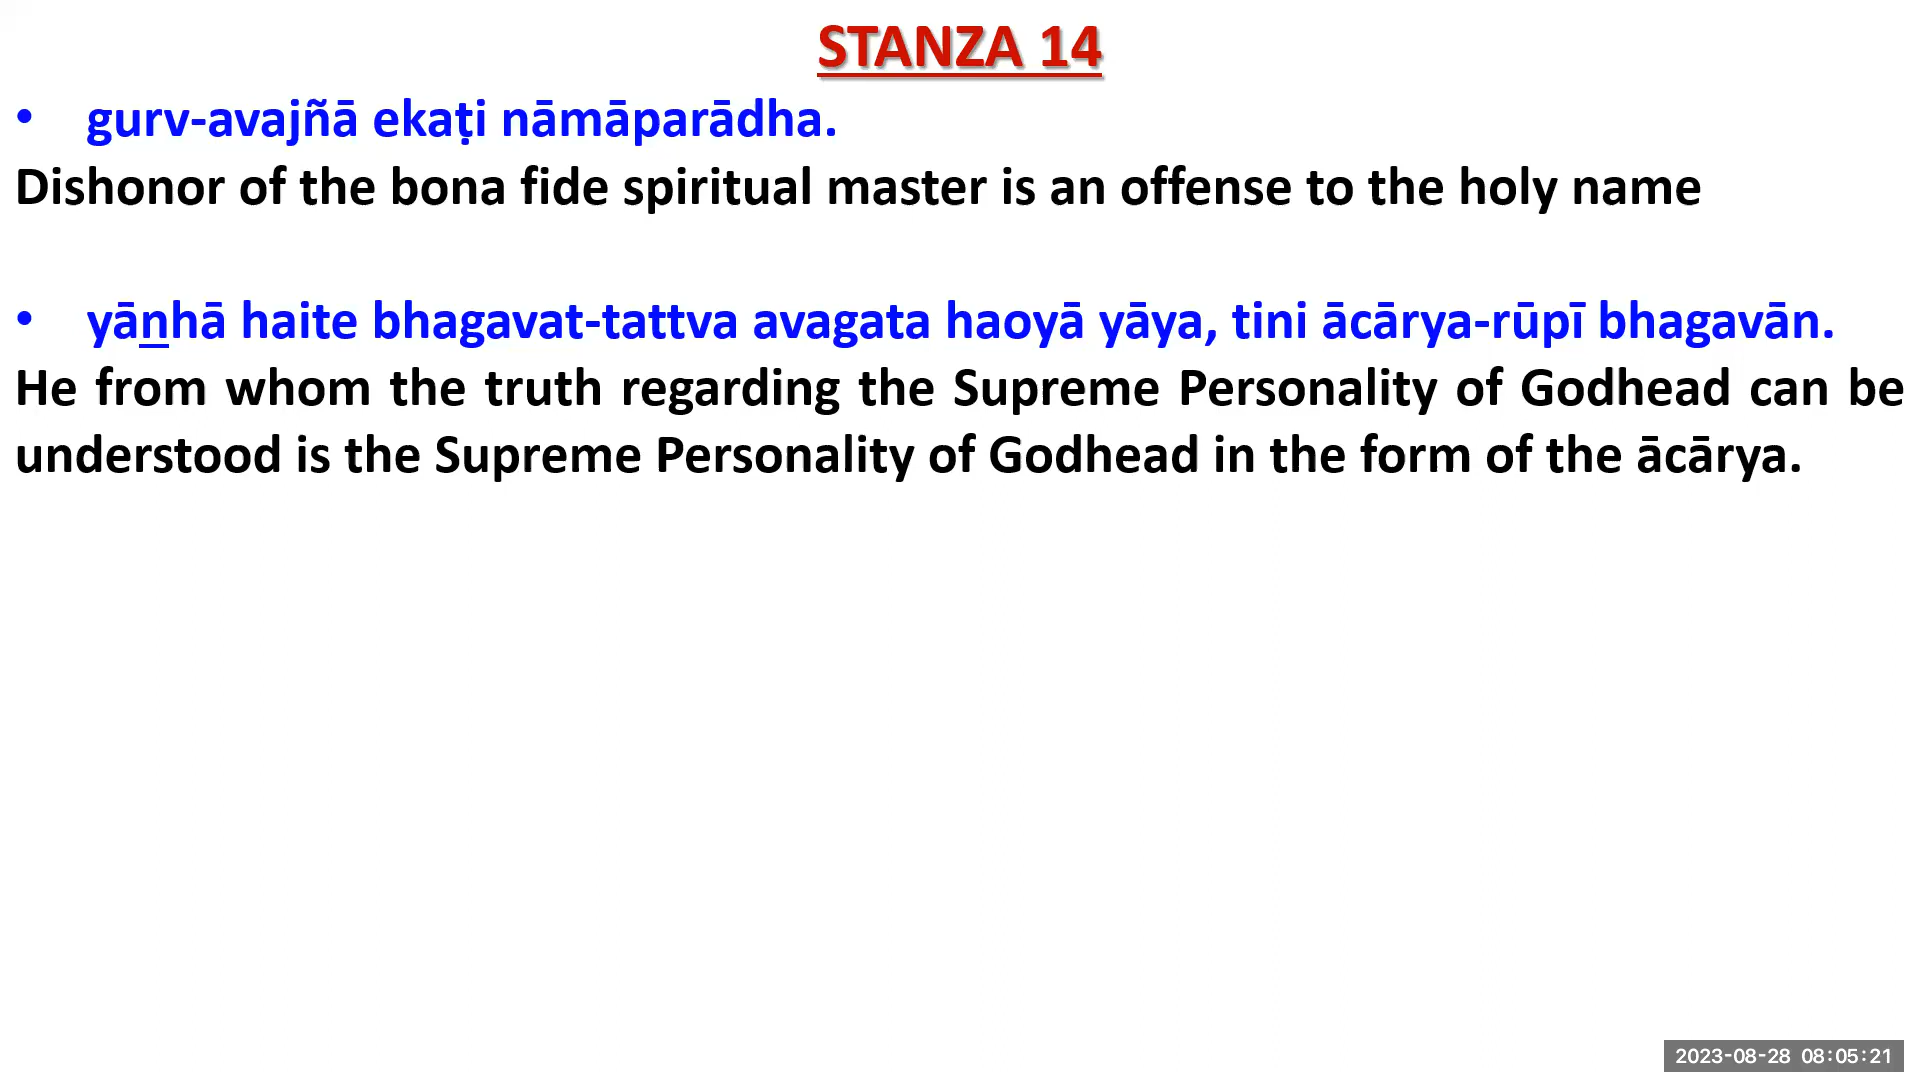 STANZA 14
• gurv-avajñā ekaṭi nāmāparādha.
Dishonor of the bona fide spiritual master is an offense to the holy name
• yāṉhā haite bhagavat-tattva avagata haoyā yāya, tini ācārya-rūpī bhagavān.
He from whom the truth regarding the Supreme Personality of Godhead can be
understood is the Supreme Personality of Godhead in the form of the ācārya.
2023-08-28 08:05:21